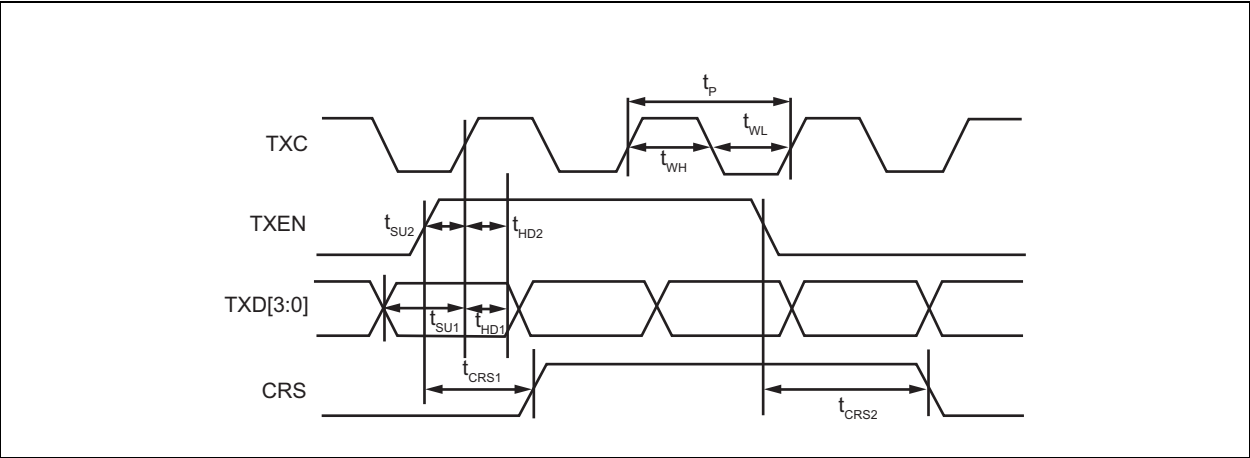 tP
TXC
tWL
tWH
TXEN
tSU2
tHD2
TXD[3:0]
tSU1
tHD1
tCRS1
CRS
tCRS2